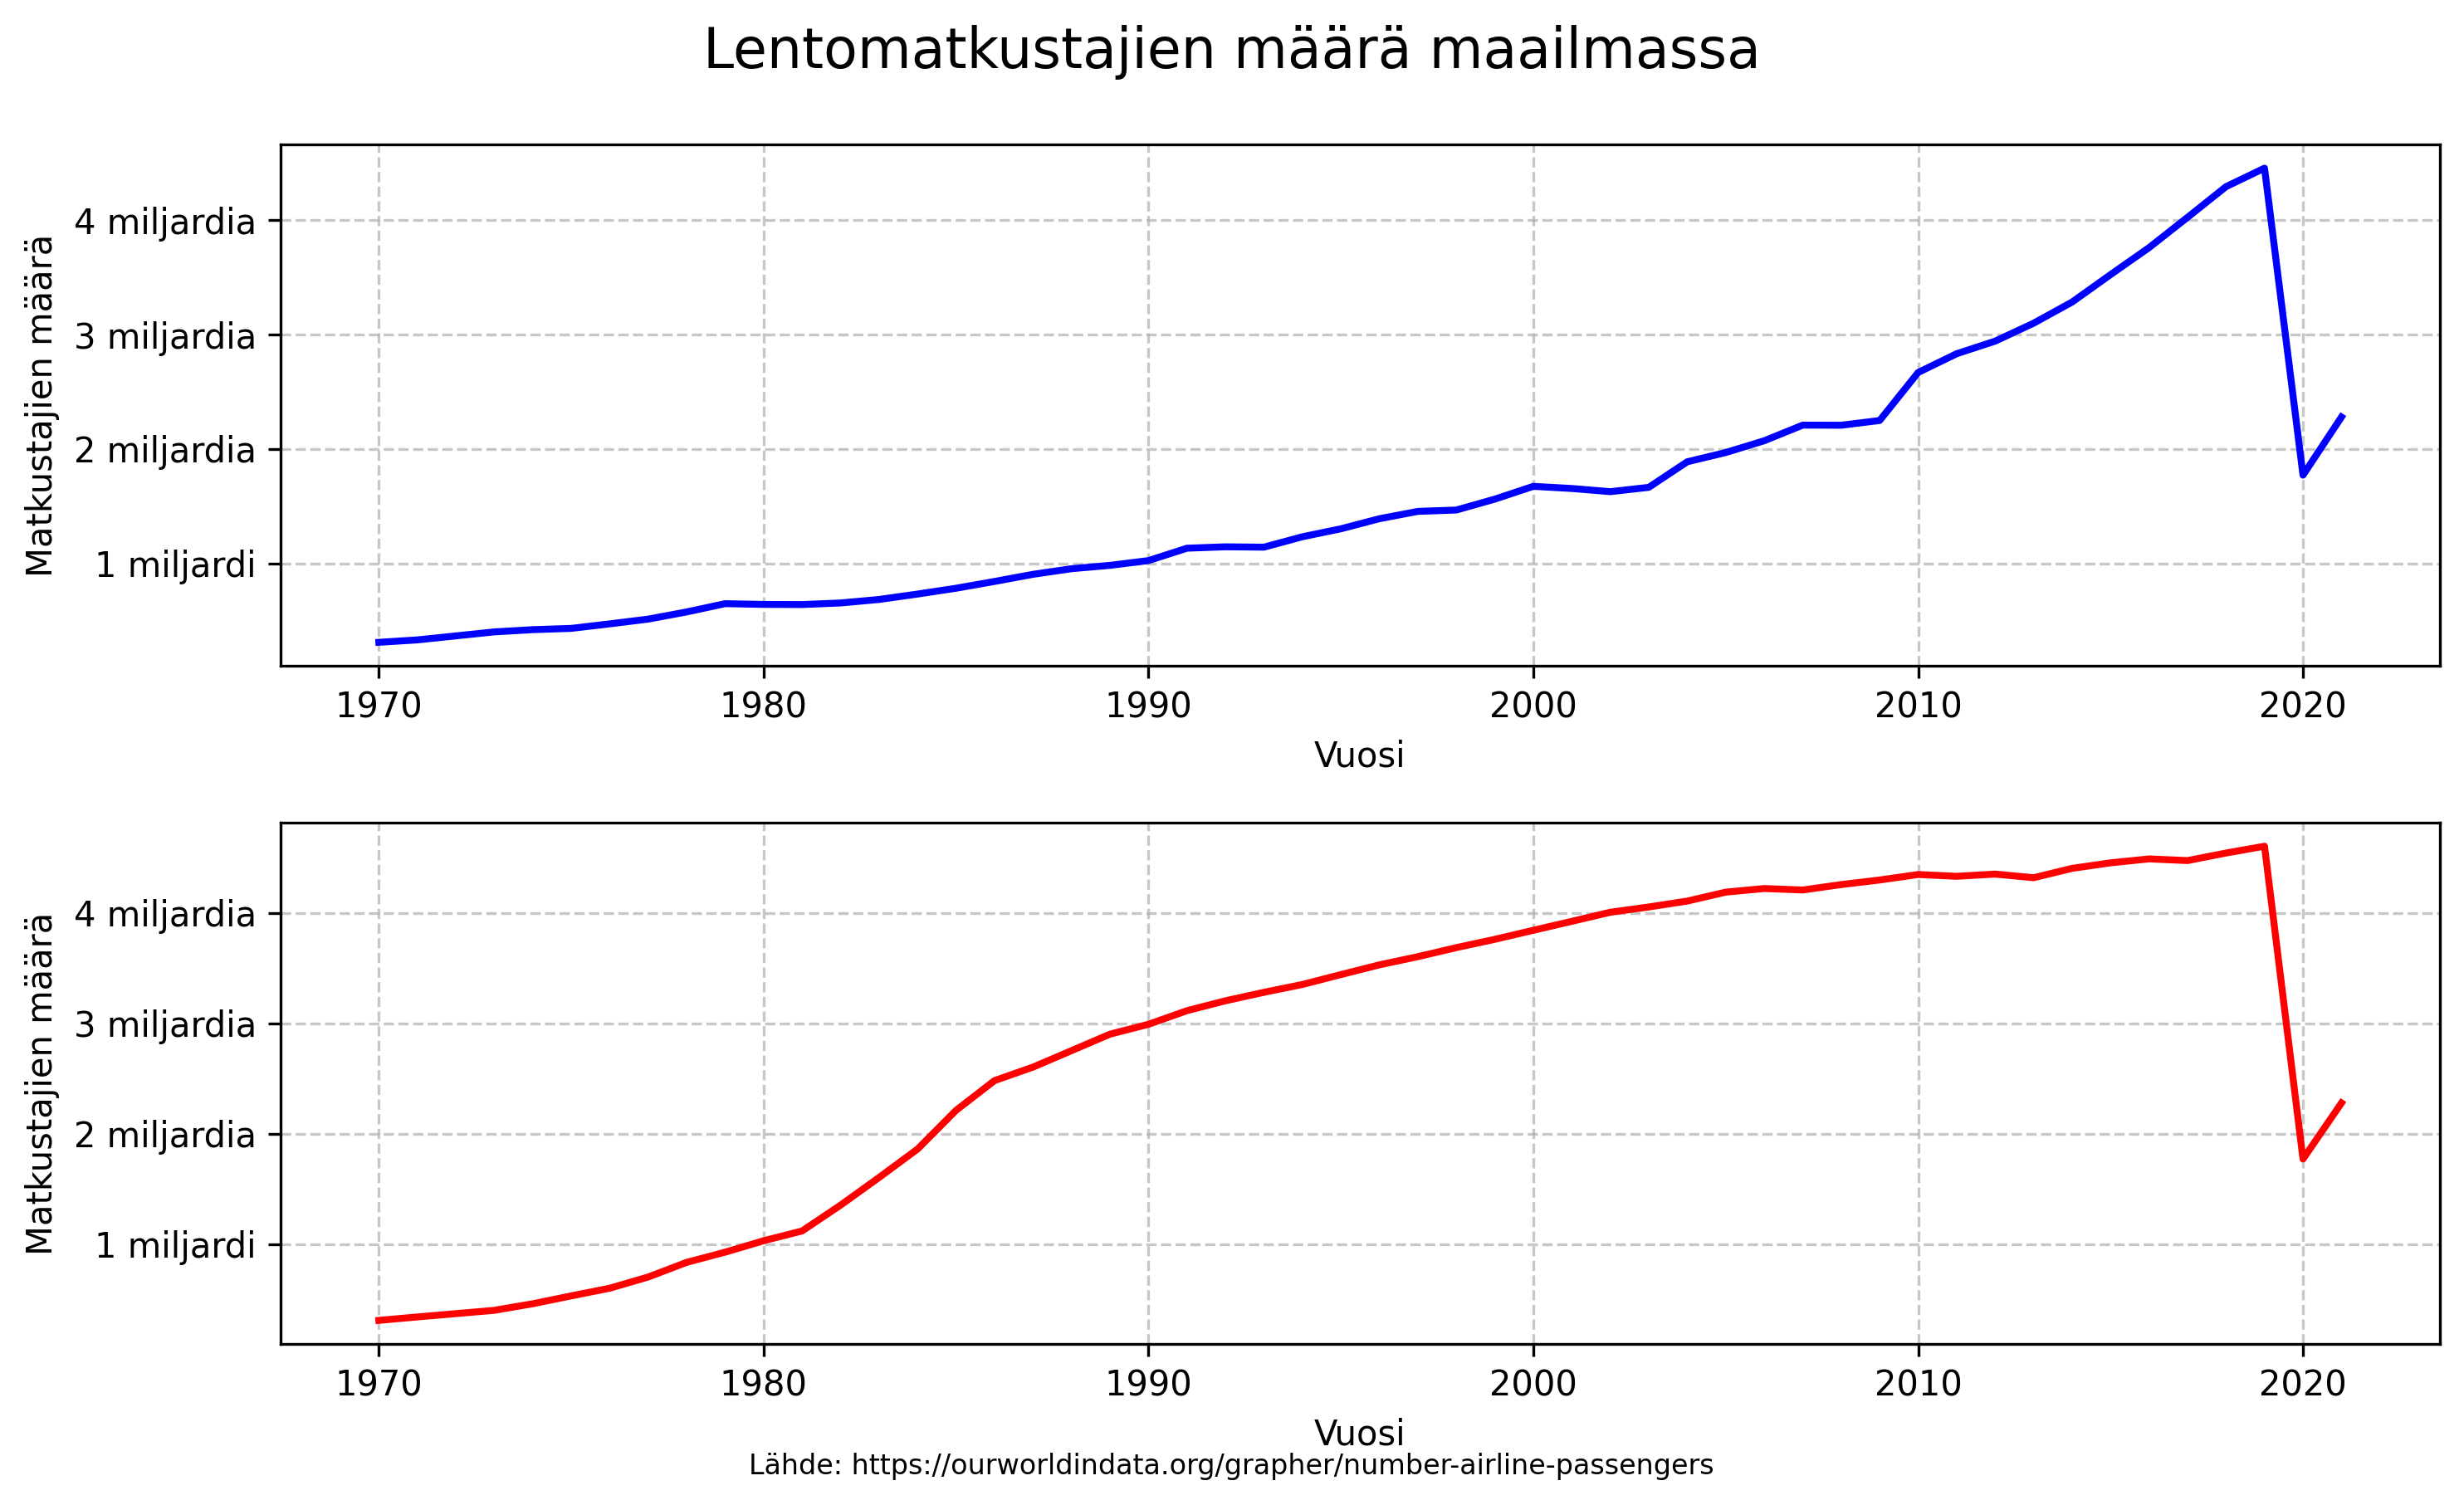 Lentomatkustajien määrä maailmassa
Matkustajien määrä
4 miljardia
3 miljardia
2 miljardia
1 miljardi
1970 1980 1990 2000 2010 2020
Vuosi
Matkustajien määrä
4 miljardia
3 miljardia
2 miljardia
1 miljardi
1970 1980 1990 2000 2010 2020
Vuosi
Lähde: https://ourworldindata.org/grapher/number-airline-passengers